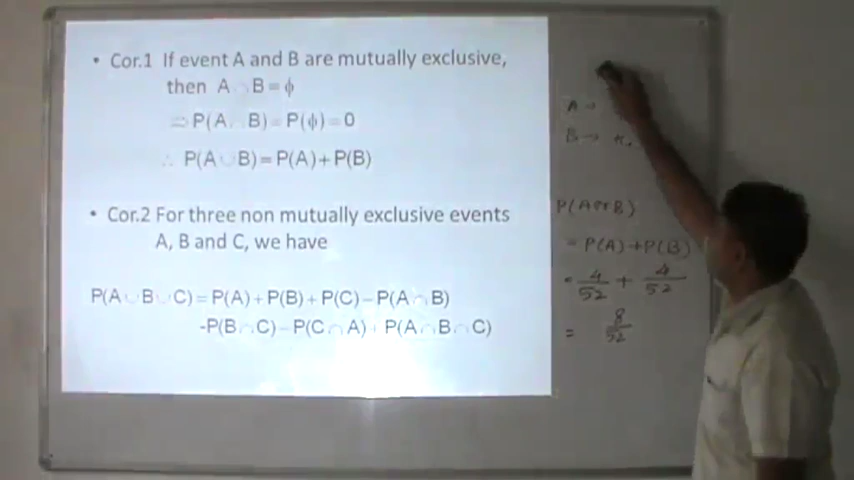 • Cor.1 If event A and B are mutually exclusive,
then A ∩ B = ϕ
⇒ P(A ∩ B) = P(ϕ) = 0
∴ P(A ∪ B) = P(A) + P(B)
• Cor.2 For three non mutually exclusive events
A, B and C, we have
P(A ∪ B ∪ C) = P(A) + P(B) + P(C) – P(A ∩ B)
-P(B ∩ C) – P(C ∩ A) + P(A ∩ B ∩ C)
A →
B →
P(A or B)
= P(A) + P(B)
= 4/52 + 4/52
= 8/52